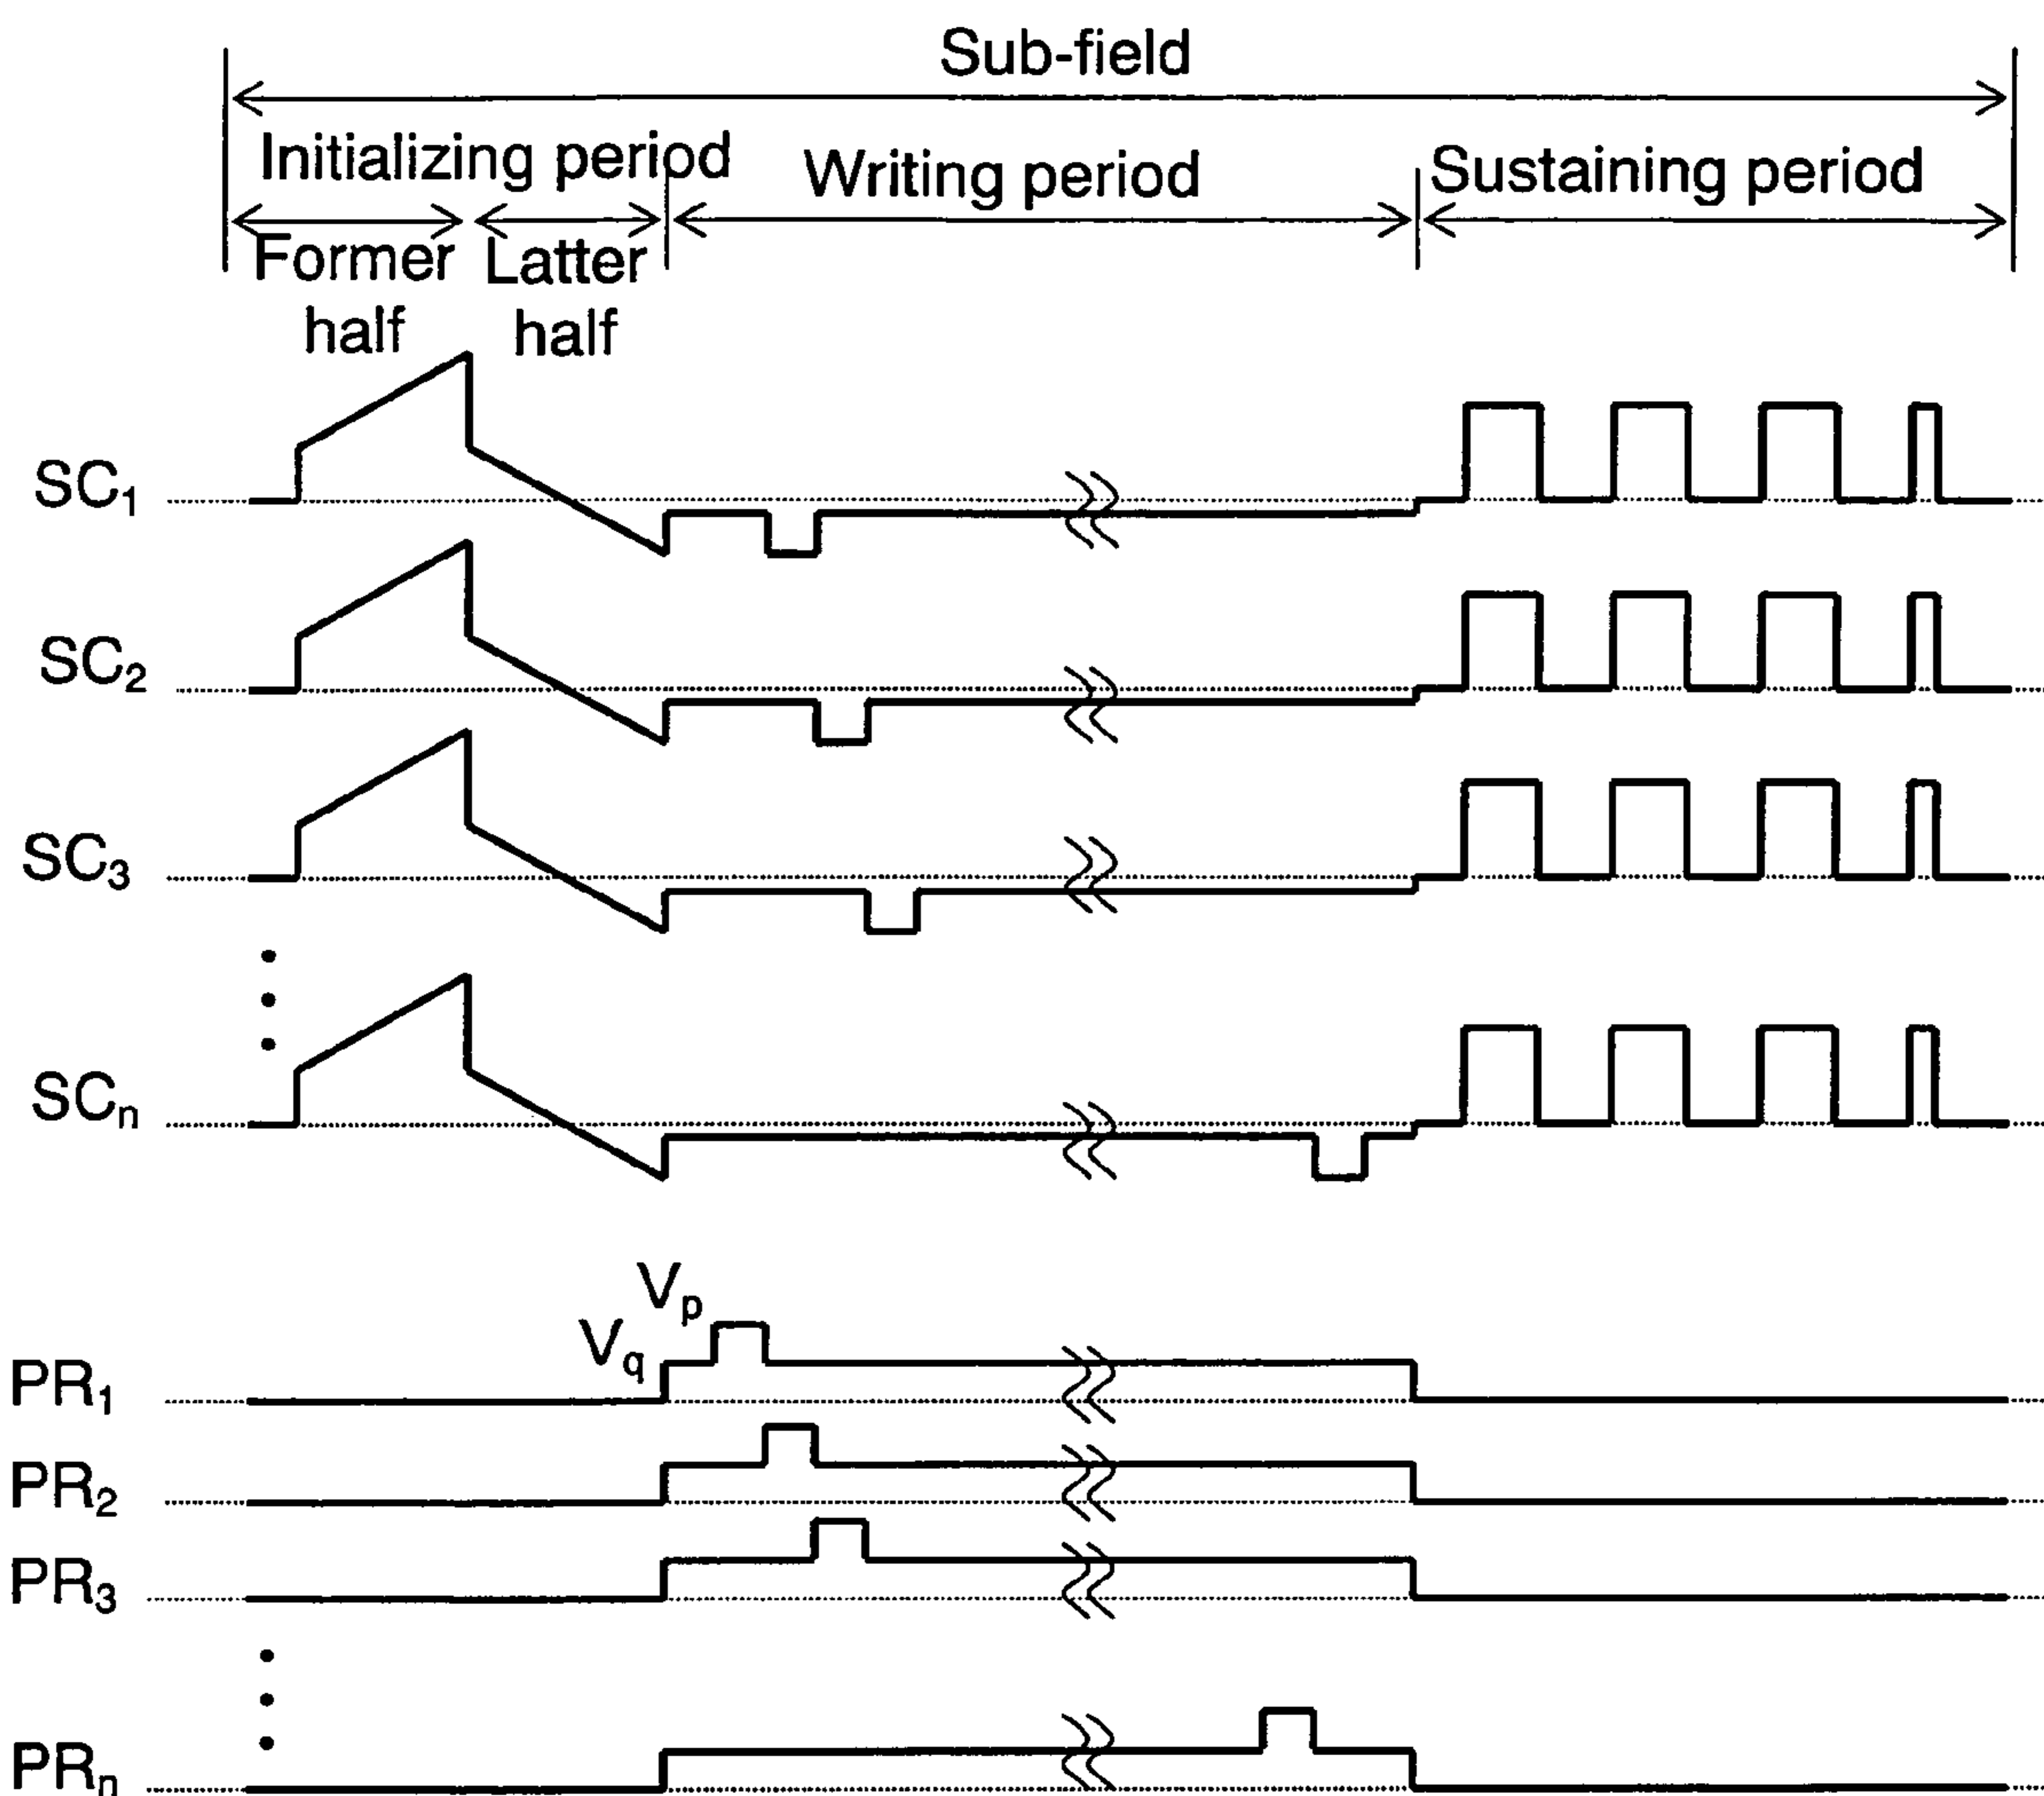 Sub-field
Initializing period
Writing period
Sustaining period
Former half
Latter half
SC1
SC2
SC3
SCn
Vp
Vq
PR1
PR2
PR3
PRn